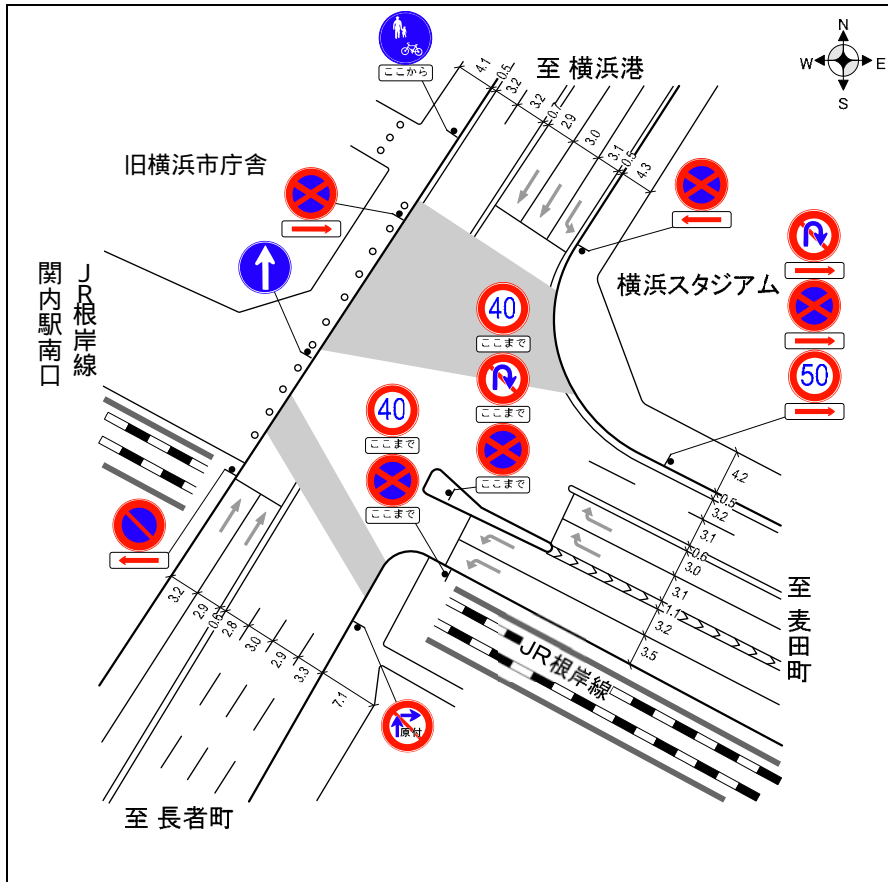 N
W
E
S
至 横浜港
ここから
4.1
0.5
3.2
3.2
0.7
2.9
3.0
3.1
0.5
4.3
旧横浜市庁舎
横浜スタジアム
JR根岸線
関内駅南口
40
ここまで
ここまで
ここまで
40
ここまで
ここまで
50
4.2
0.5
3.2
3.1
0.6
3.0
3.1
1.1
3.2
3.5
至 麦田町
JR根岸線
3.2
2.9
0.6
2.8
3.0
2.9
3.3
7.1
原付
至 長者町